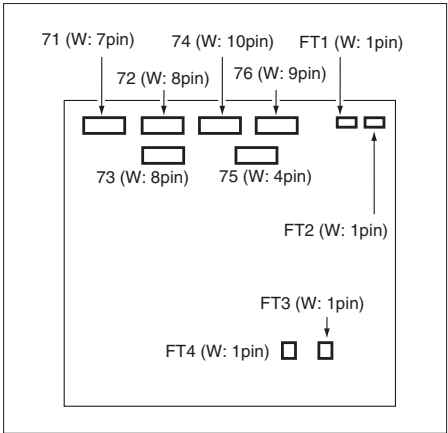 71 (W: 7pin) 74 (W: 10pin) FT1 (W: 1pin)
72 (W: 8pin) 76 (W: 9pin)
73 (W: 8pin) 75 (W: 4pin)
FT2 (W: 1pin)
FT3 (W: 1pin)
FT4 (W: 1pin)